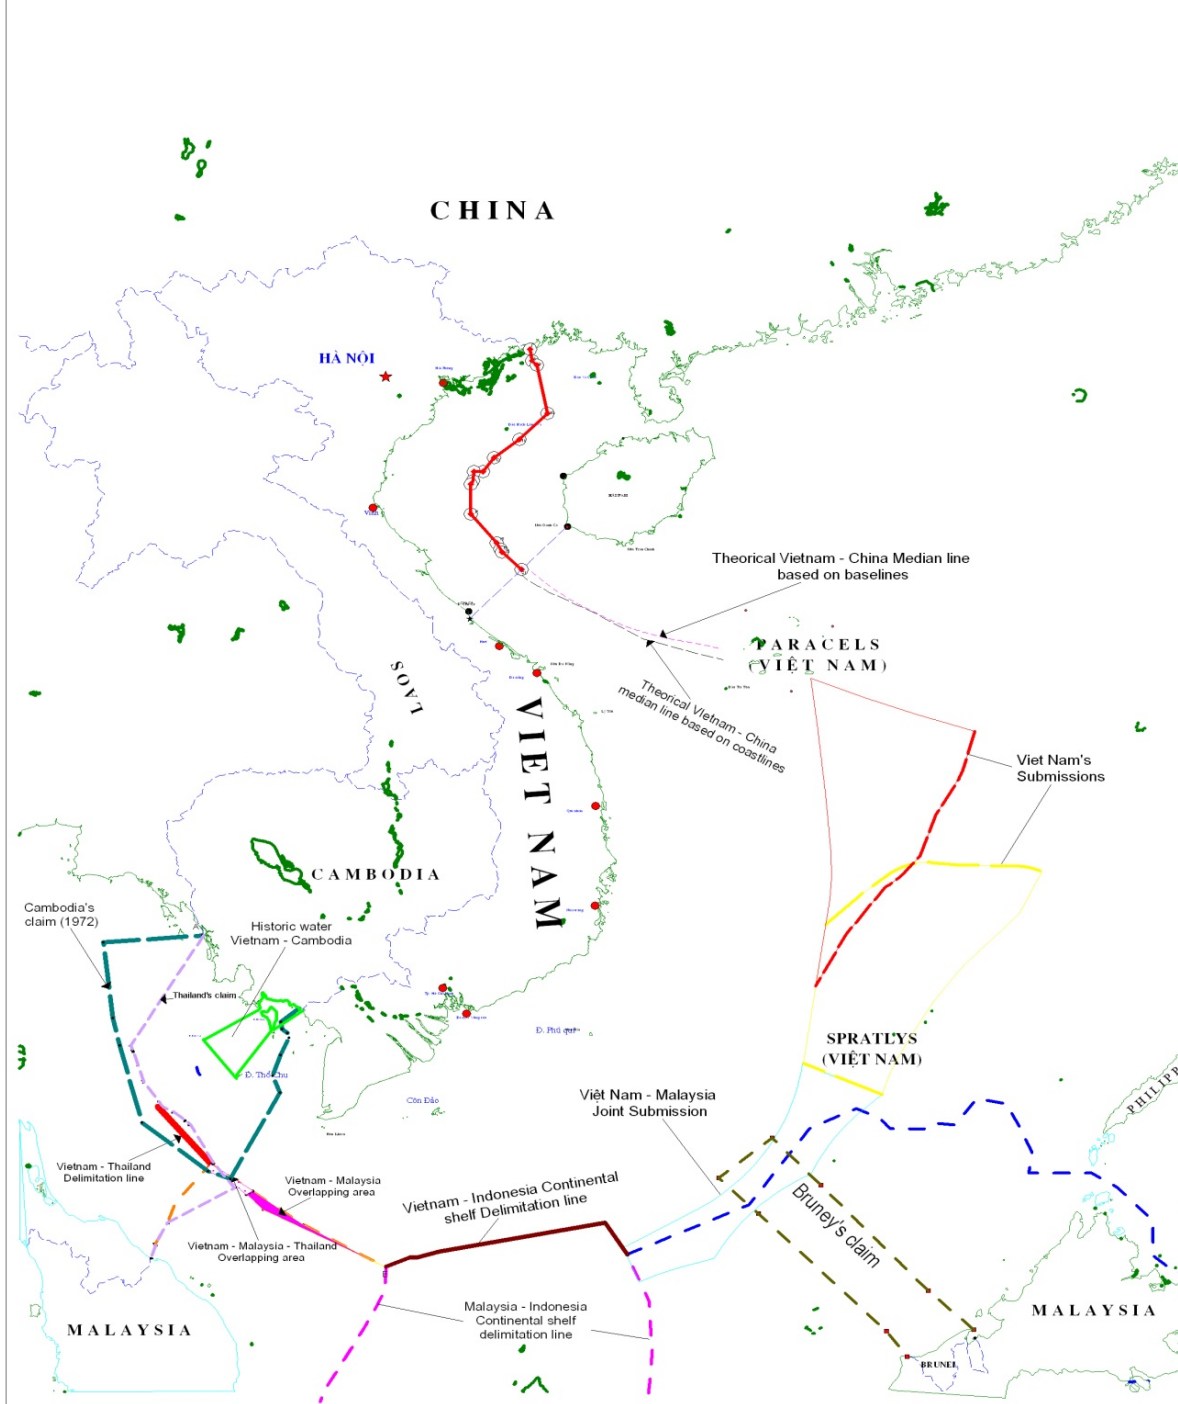 CHINA
HÀ NỘI
Theorical Vietnam - China Median line
based on baselines
PARACELS
(VIỆT NAM)
LAOS
Theorical VIetnam - China
median line based on coastlines
VIET NAM
Viet Nam's
Submissions
CAMBODIA
Cambodia's
claim (1972)
Historic water
Vietnam - Cambodia
Thailand's claim
Đ. Phú quí
SPRATLYS
(VIỆT NAM)
Đ. Thổ Chu
Côn Đảo
Việt Nam - Malaysia
Joint Submission
PHILIPP
Vietnam - Thailand
Delimitation line
Vietnam - Malaysia
Overlapping area
Vietnam - Indonesia Continental
shelf Delimitation line
Bruney's claim
Vietnam - Malaysia - Thailand
Overlapping area
Malaysia - Indonesia
Continental shelf
delimitation line
MALAYSIA
MALAYSIA
BRUNEI